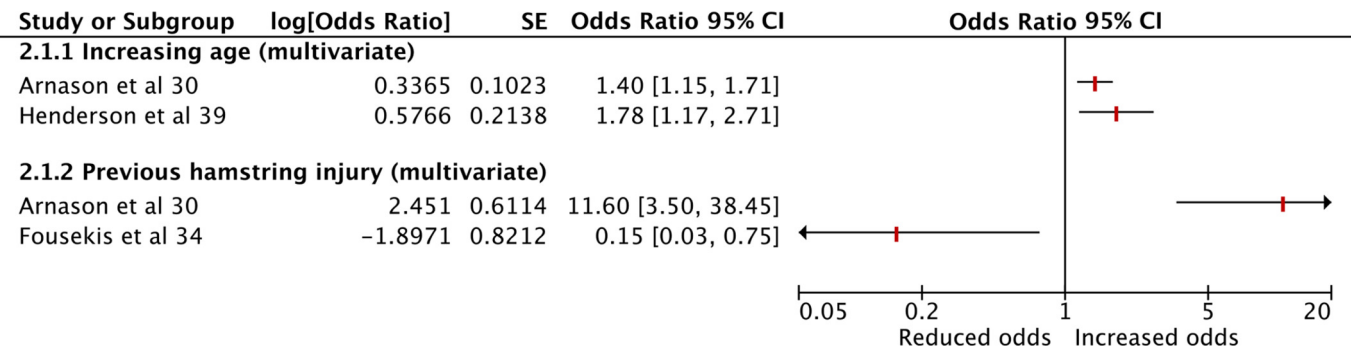 Study or Subgroup log[Odds Ratio] SE Odds Ratio 95% CI Odds Ratio 95% CI
2.1.1 Increasing age (multivariate)
Arnason et al 30 0.3365 0.1023 1.40 [1.15, 1.71]
Henderson et al 39 0.5766 0.2138 1.78 [1.17, 2.71]
2.1.2 Previous hamstring injury (multivariate)
Arnason et al 30 2.451 0.6114 11.60 [3.50, 38.45]
Fousekis et al 34 −1.8971 0.8212 0.15 [0.03, 0.75]
0.05 0.2 1 5 20
Reduced odds Increased odds